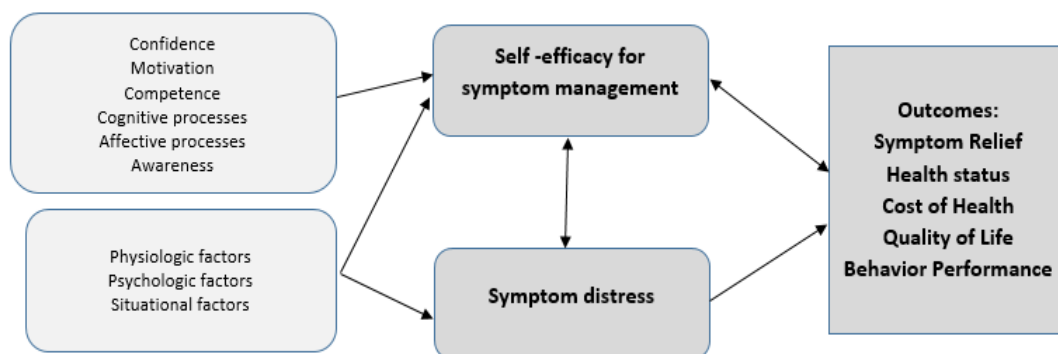 Confidence
Motivation
Competence
Cognitive processes
Affective processes
Awareness
Physiologic factors
Psychologic factors
Situational factors
Self -efficacy for
symptom management
Symptom distress
Outcomes:
Symptom Relief
Health status
Cost of Health
Quality of Life
Behavior Performance